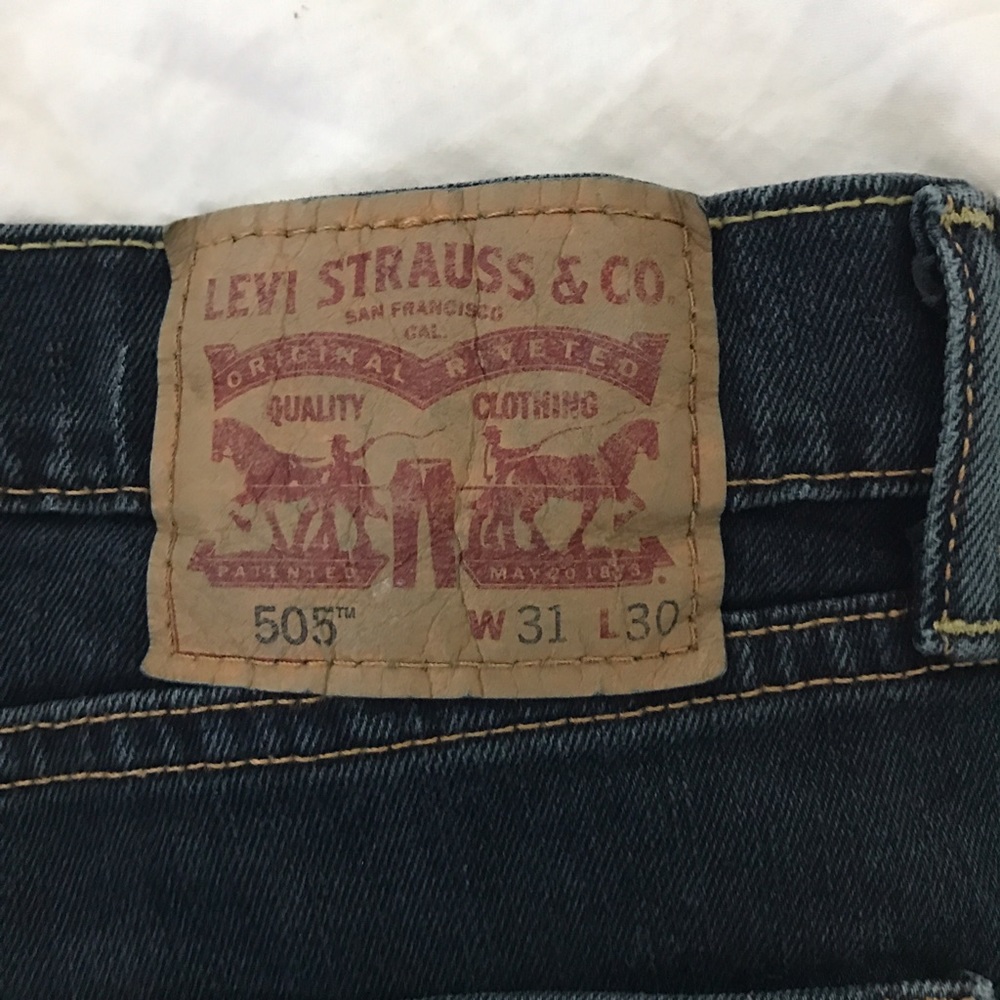 LEVI STRAUSS & CO.
SAN FRANCISCO
CAL.
ORIGINAL RIVETED
QUALITY CLOTHING
PATENTED MAY 20 1873
505™ W 31 L 30